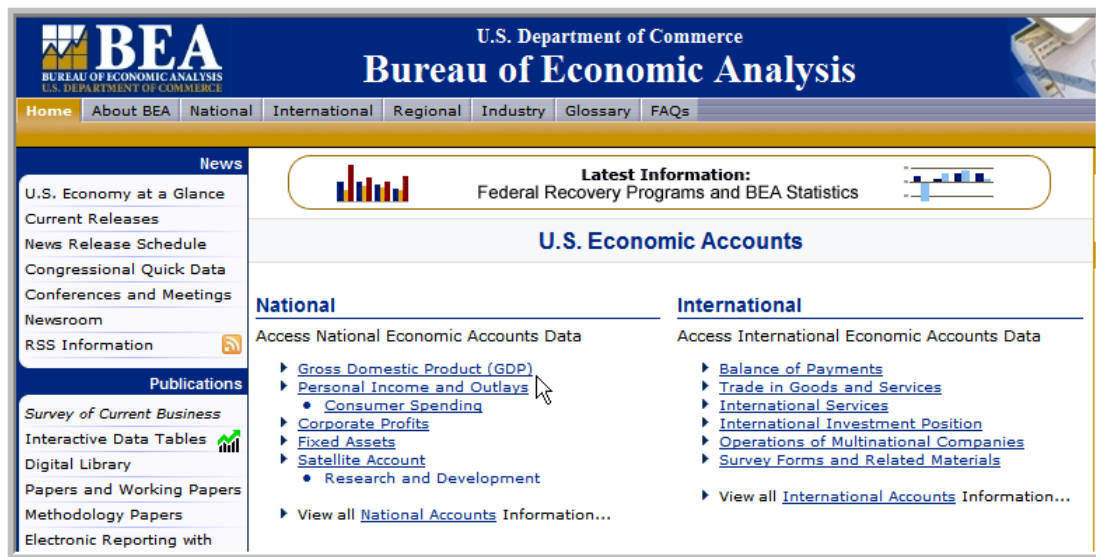 BEA
BUREAU OF ECONOMIC ANALYSIS
U.S. DEPARTMENT OF COMMERCE
U.S. Department of Commerce
Bureau of Economic Analysis
Home About BEA National International Regional Industry Glossary FAQs
News
U.S. Economy at a Glance
Current Releases
News Release Schedule
Congressional Quick Data
Conferences and Meetings
Newsroom
RSS Information
Publications
Survey of Current Business
Interactive Data Tables
Digital Library
Papers and Working Papers
Methodology Papers
Electronic Reporting with
Latest Information:
Federal Recovery Programs and BEA Statistics
U.S. Economic Accounts
National
Access National Economic Accounts Data
Gross Domestic Product (GDP)
Personal Income and Outlays
Consumer Spending
Corporate Profits
Fixed Assets
Satellite Account
Research and Development
View all National Accounts Information...
International
Access International Economic Accounts Data
Balance of Payments
Trade in Goods and Services
International Services
International Investment Position
Operations of Multinational Companies
Survey Forms and Related Materials
View all International Accounts Information...